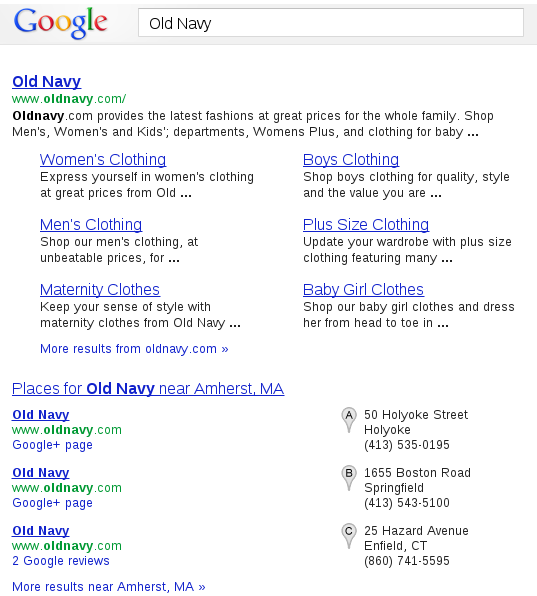 Google
Old Navy
Old Navy
www.oldnavy.com/
Oldnavy.com provides the latest fashions at great prices for the whole family. Shop
Men's, Women's and Kids'; departments, Womens Plus, and clothing for baby ...
Women's Clothing
Express yourself in women's clothing
at great prices from Old ...
Boys Clothing
Shop boys clothing for quality, style
and the value you are ...
Men's Clothing
Shop our men's clothing, at
unbeatable prices, for ...
Plus Size Clothing
Update your wardrobe with plus size
clothing featuring many ...
Maternity Clothes
Keep your sense of style with
maternity clothes from Old Navy ...
Baby Girl Clothes
Shop our baby girl clothes and dress
her from head to toe in ...
More results from oldnavy.com »
Places for Old Navy near Amherst, MA
Old Navy
www.oldnavy.com
Google+ page
A
50 Holyoke Street
Holyoke
(413) 535-0195
Old Navy
www.oldnavy.com
Google+ page
B
1655 Boston Road
Springfield
(413) 543-5100
Old Navy
www.oldnavy.com
2 Google reviews
C
25 Hazard Avenue
Enfield, CT
(860) 741-5595
More results near Amherst, MA »